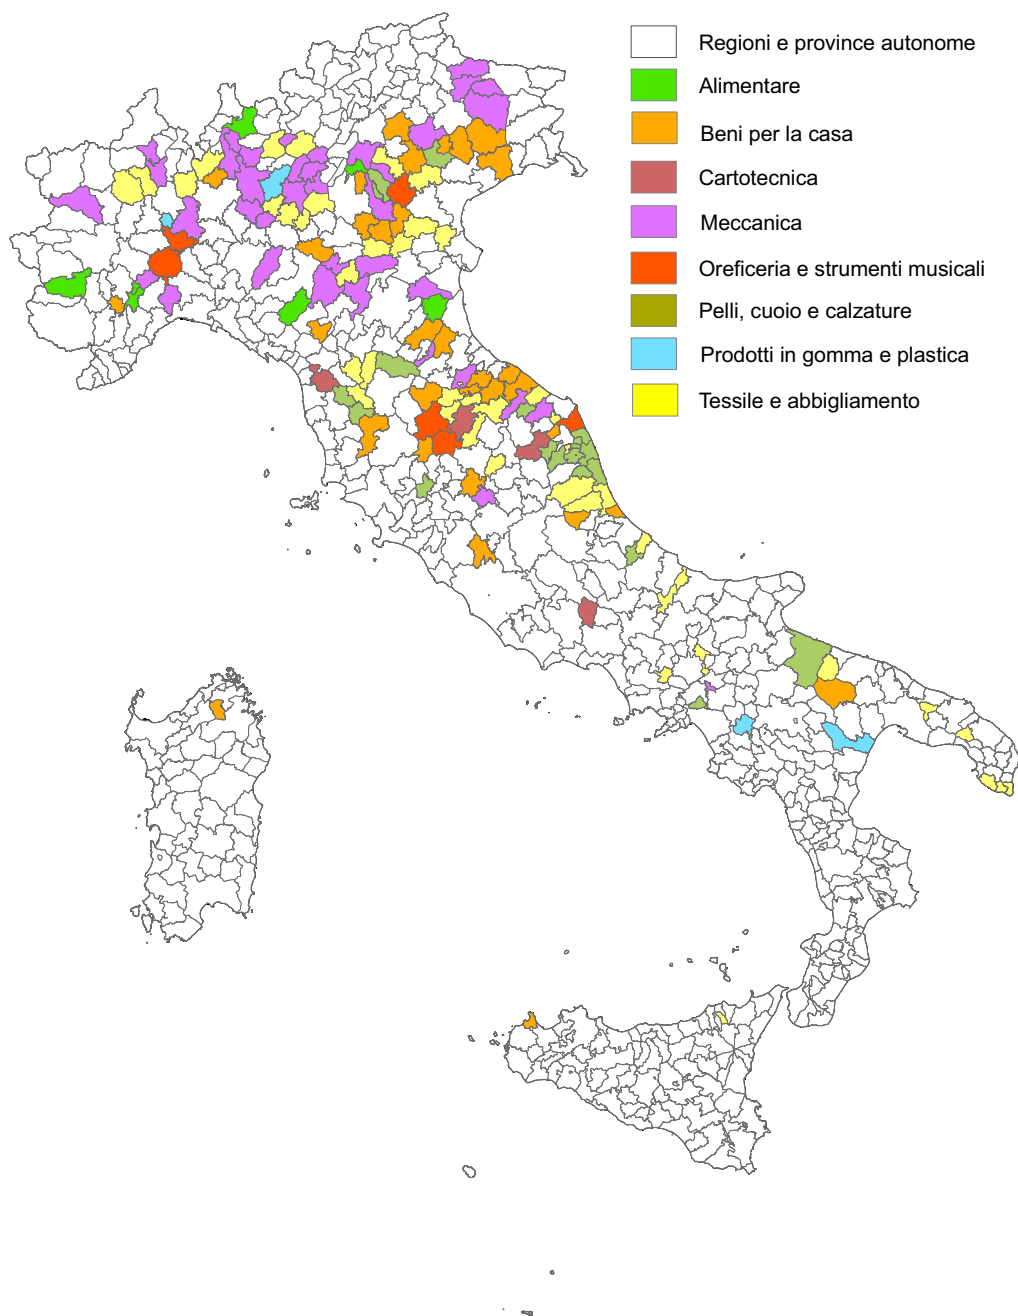 Regioni e province autonome
Alimentare
Beni per la casa
Cartotecnica
Meccanica
Oreficeria e strumenti musicali
Pelli, cuoio e calzature
Prodotti in gomma e plastica
Tessile e abbigliamento